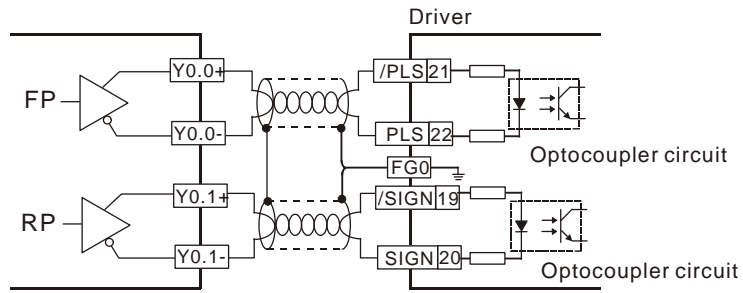 Driver
Y0.0+
/PLS 21
FP
Y0.0-
PLS 22
Optocoupler circuit
FG0
Y0.1+
/SIGN 19
RP
Y0.1-
SIGN 20
Optocoupler circuit